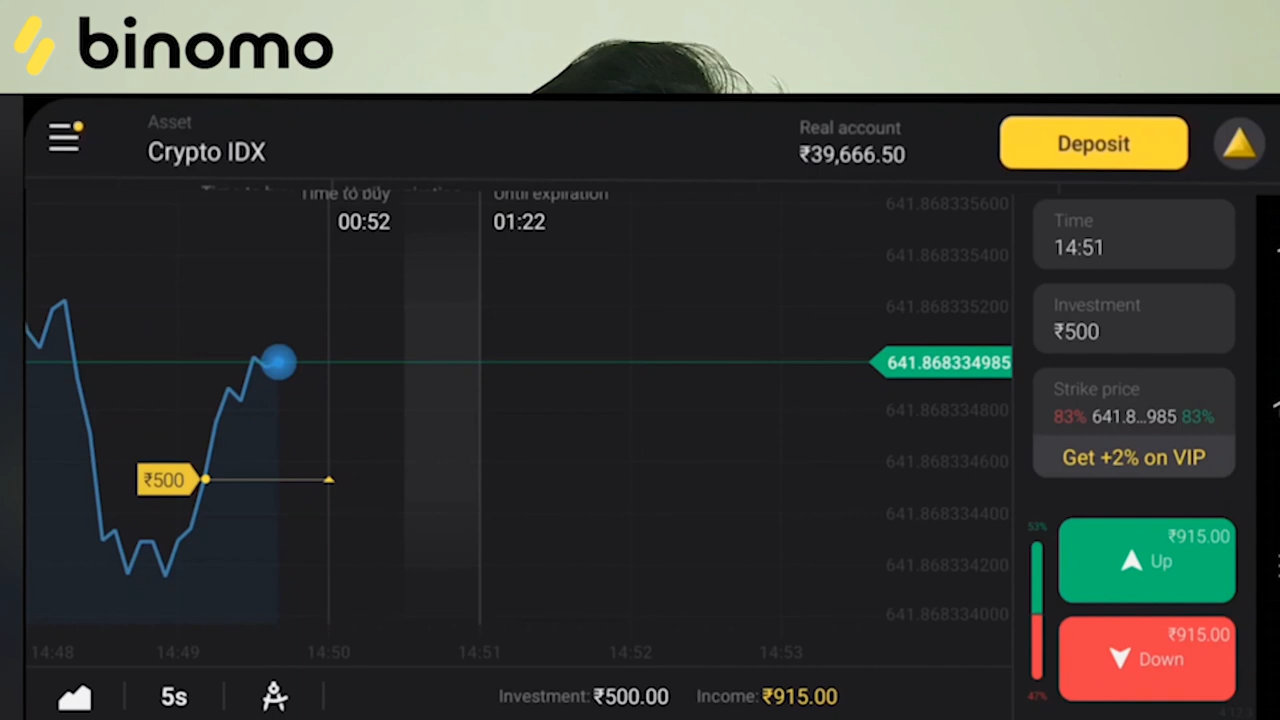 binomo
Asset
Crypto IDX
Real account
₹39,666.50
Deposit
Time to buy
00:52
Until expiration
01:22
641.868335600
641.868335400
641.868335200
641.868334985
641.868334800
641.868334600
641.868334400
641.868334200
641.868334000
₹500
14:48
14:49
14:50
14:51
14:52
14:53
5s
Investment: ₹500.00
Income: ₹915.00
Time
14:51
Investment
₹500
Strike price
83% 641.8...985 83%
Get +2% on VIP
53%
₹915.00
Up
₹915.00
Down
47%